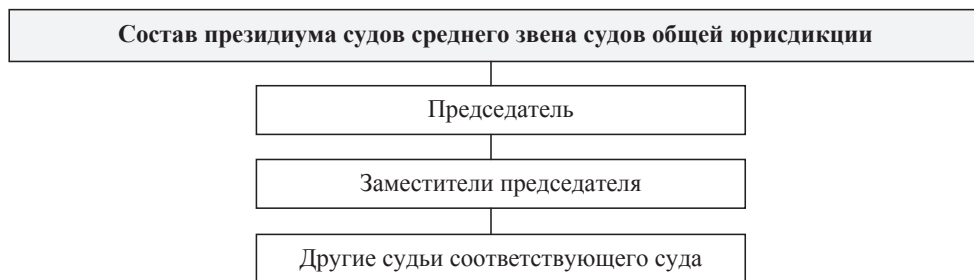 Состав президиума судов среднего звена судов общей юрисдикции
Председатель
Заместители председателя
Другие судьи соответствующего суда